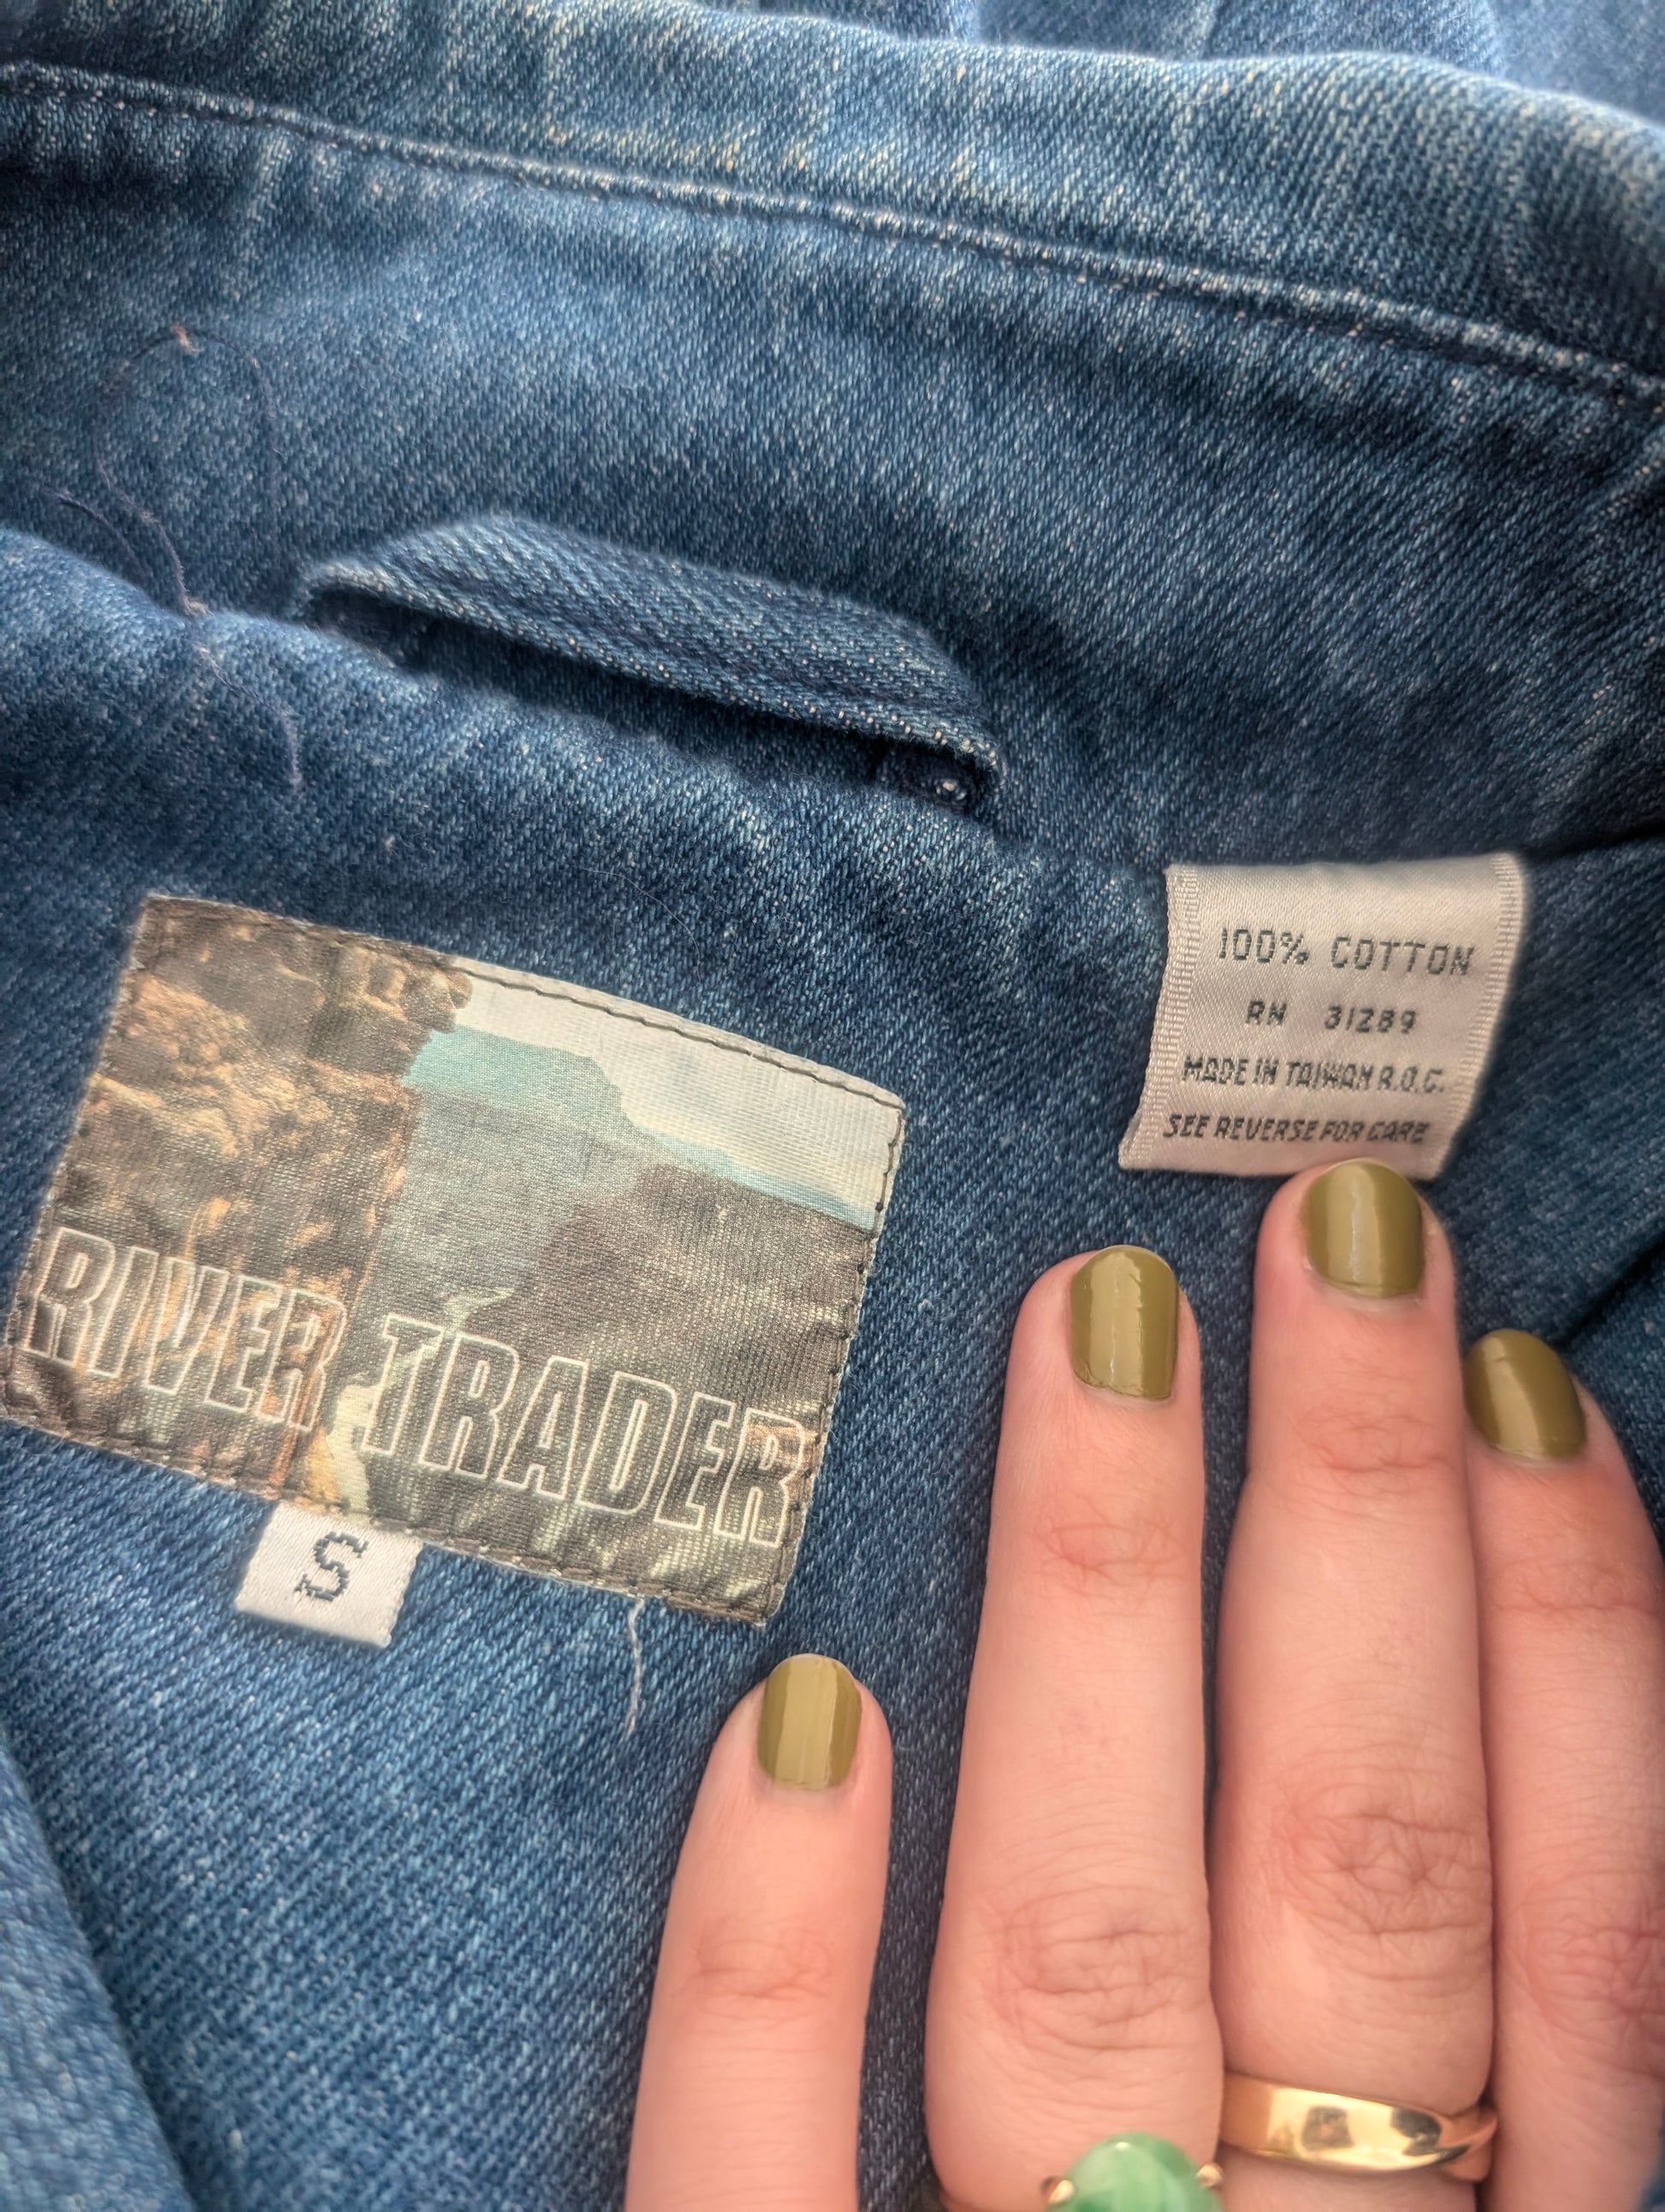 RIVER TRADER
S
100% COTTON
RN 31289
MADE IN TAIWAN R.O.C.
SEE REVERSE FOR CARE